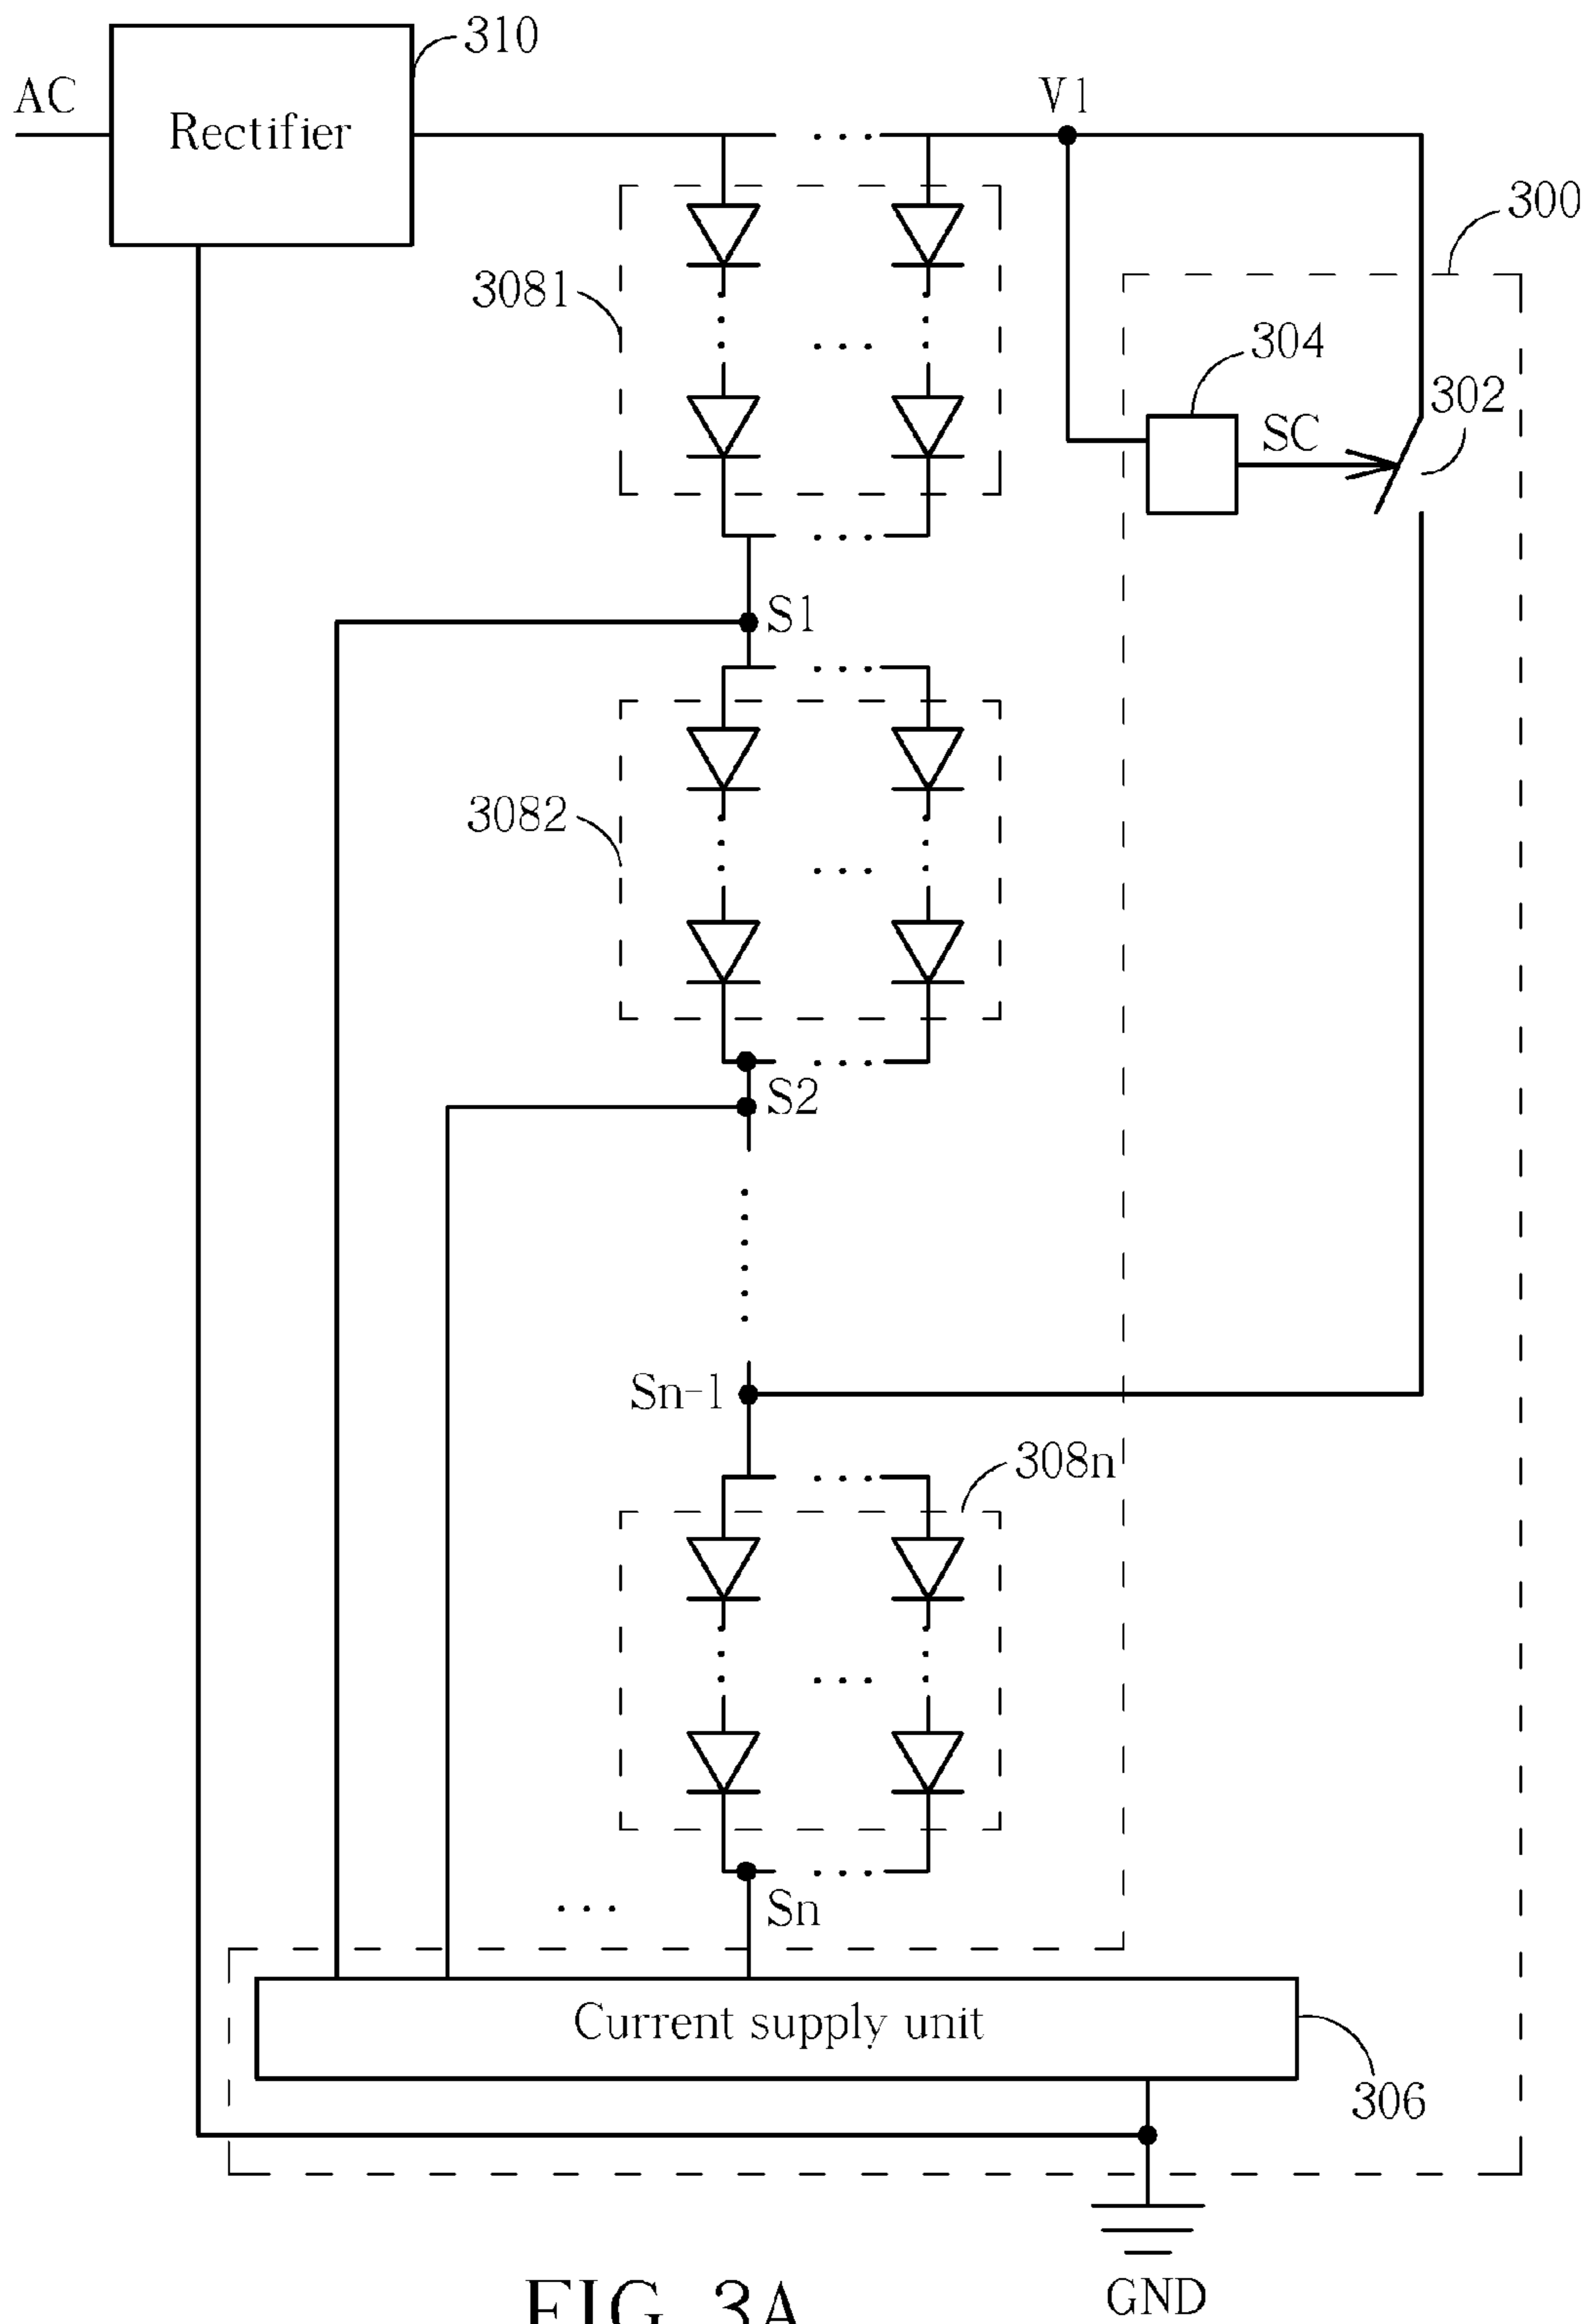 310
AC
Rectifier
V1
300
3081
304
302
SC
S1
3082
S2
Sn-1
308n
Sn
Current supply unit
306
GND
FIG. 3A